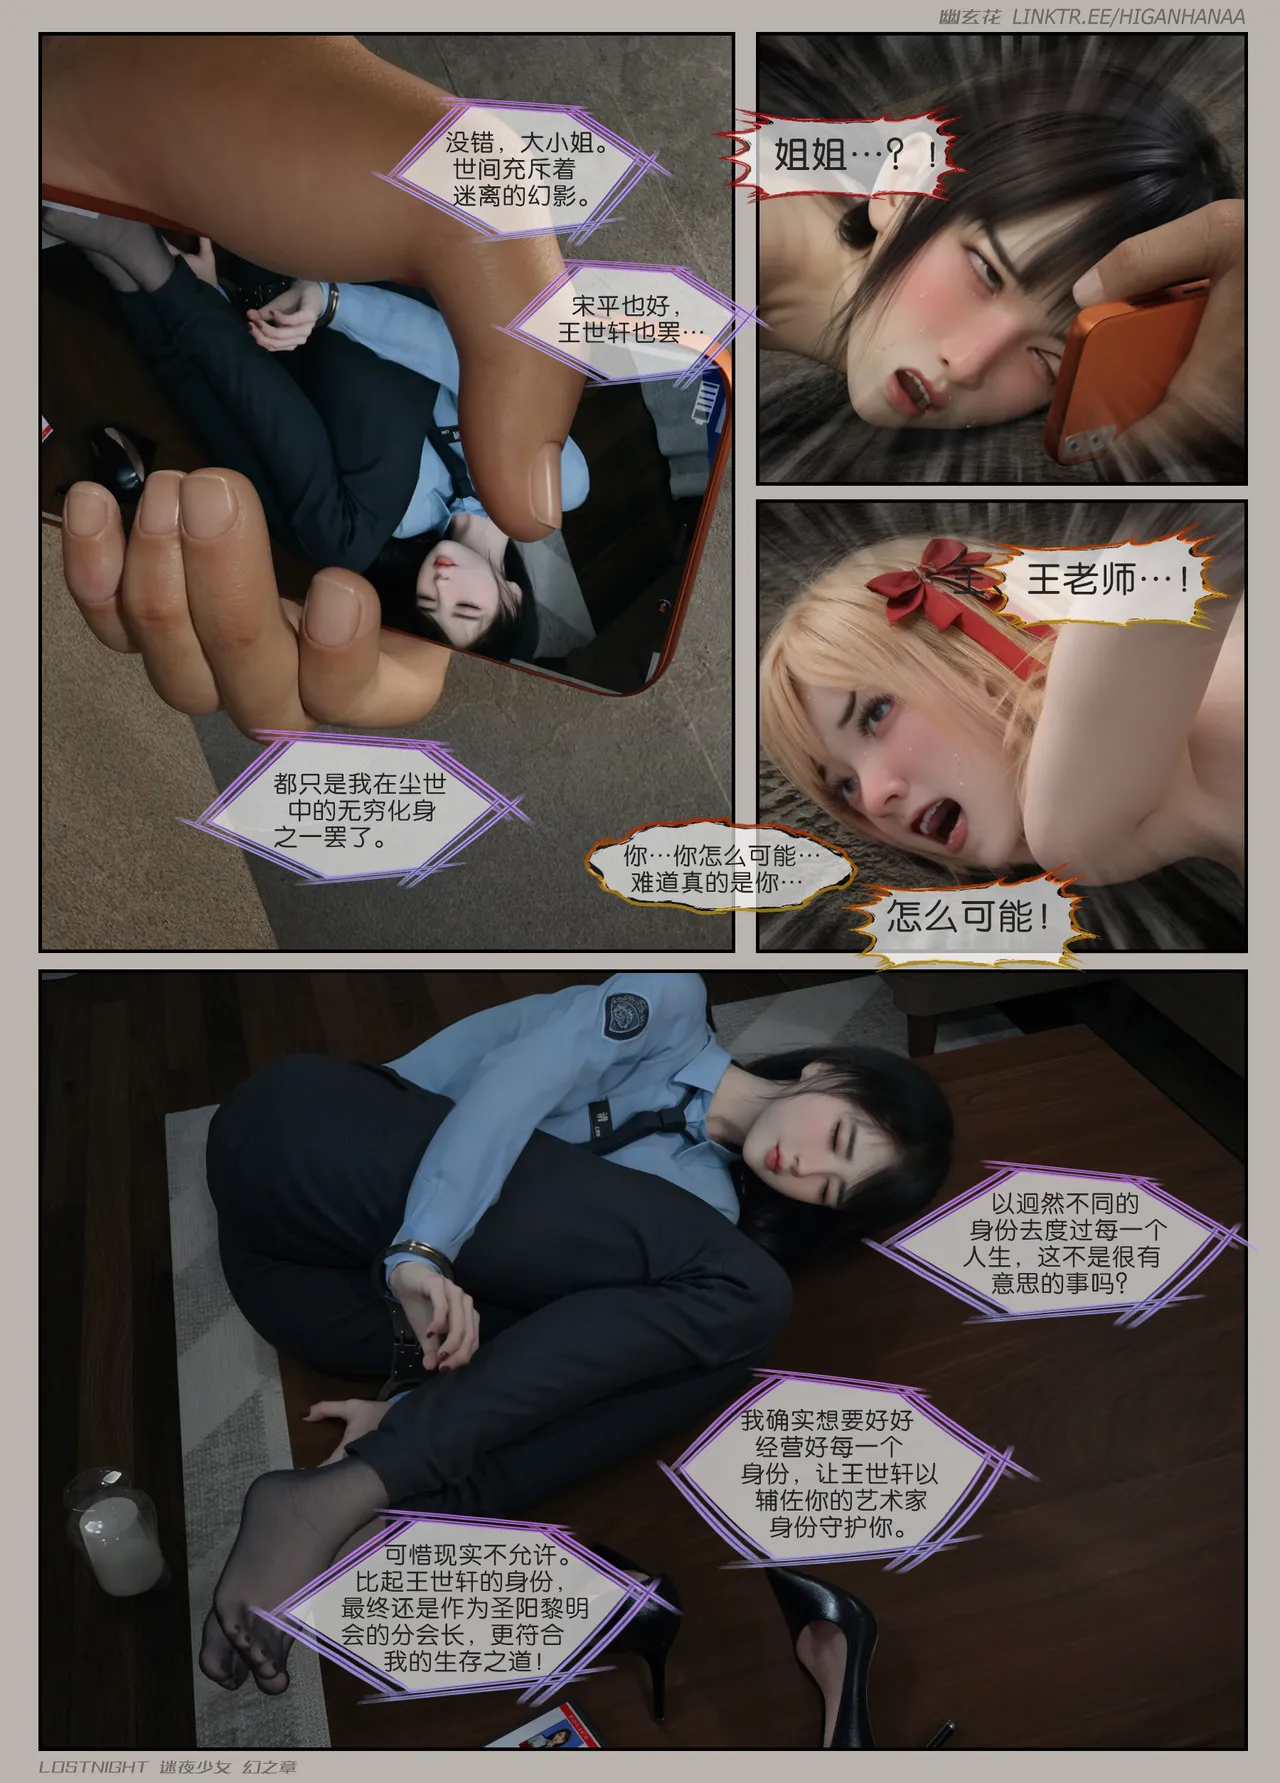 幽玄花 LINKTR.EE/HIGANHANAA
没错，大小姐。
世间充斥着
迷离的幻影。
宋平也好，
王世轩也罢…
都只是我在尘世
中的无穷化身
之一罢了。
姐姐…？！
王、王老师…！
你…你怎么可能…
难道真的是你…
怎么可能！
以迥然不同的
身份去度过每一个
人生，这不是很有
意思的事吗？
我确实想要好好
经营好每一个
身份，让王世轩以
辅佐你的艺术家
身份守护你。
可惜现实不允许。
比起王世轩的身份，
最终还是作为圣阳黎明
会的分会长，更符合
我的生存之道！
LOSTNIGHT 迷夜少女 幻之章